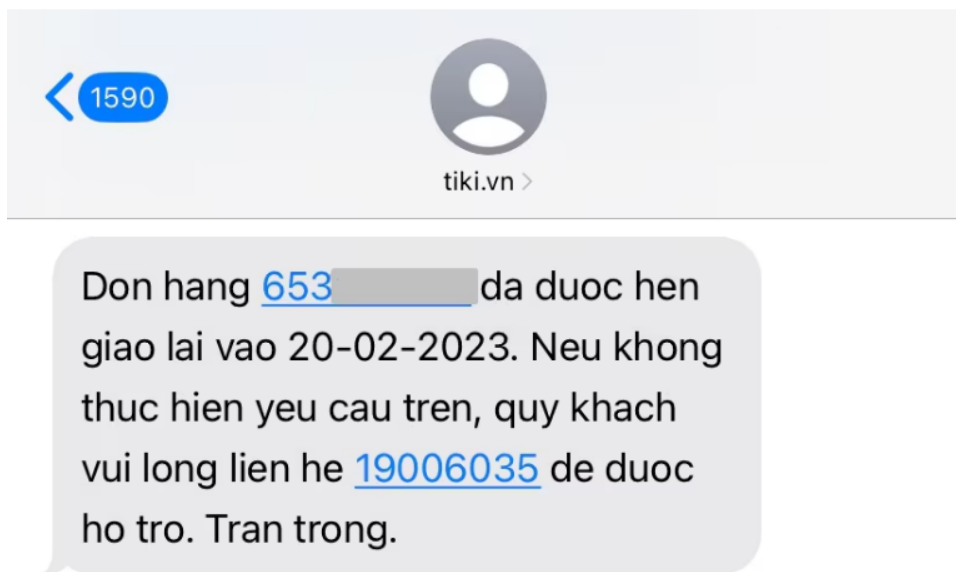 1590
tiki.vn
Don hang 653 da duoc hen
giao lai vao 20-02-2023. Neu khong
thuc hien yeu cau tren, quy khach
vui long lien he 19006035 de duoc
ho tro. Tran trong.